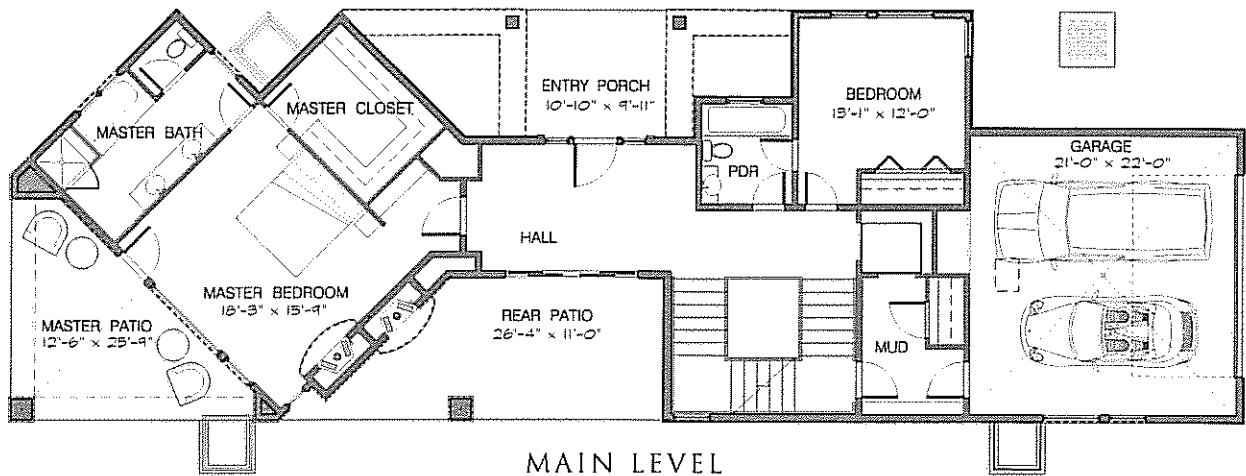 ENTRY PORCH
10'-10" x 9'-11"
BEDROOM
13'-1" x 12'-0"
MASTER CLOSET
MASTER BATH
GARAGE
21'-0" x 22'-0"
PDR
HALL
MASTER BEDROOM
18'-3" x 15'-9"
REAR PATIO
26'-4" x 11'-0"
MASTER PATIO
12'-6" x 25'-9"
MUD
MAIN LEVEL